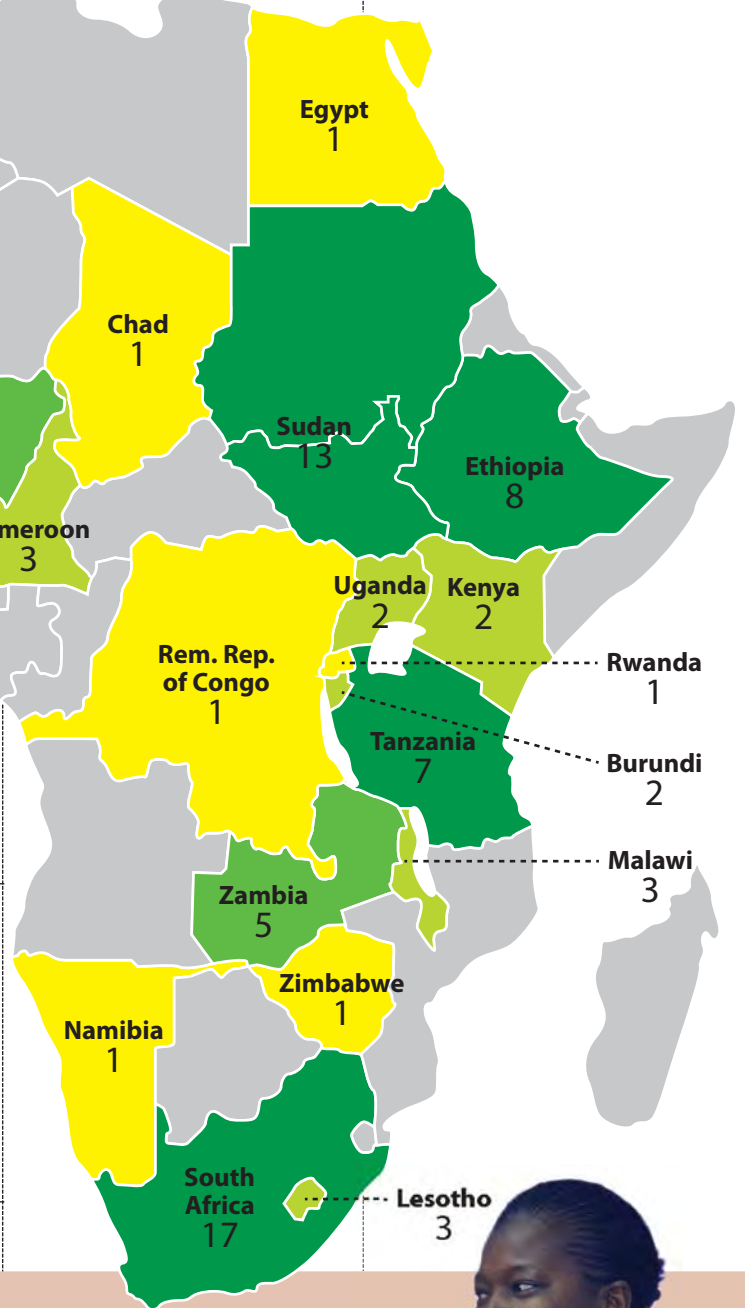 Egypt
1
Chad
1
Sudan
13
Ethiopia
8
meroon
3
Uganda
2
Kenya
2
Rem. Rep.
of Congo
1
Rwanda
1
Tanzania
7
Burundi
2
Malawi
3
Zambia
5
Zimbabwe
1
Namibia
1
South
Africa
17
Lesotho
3